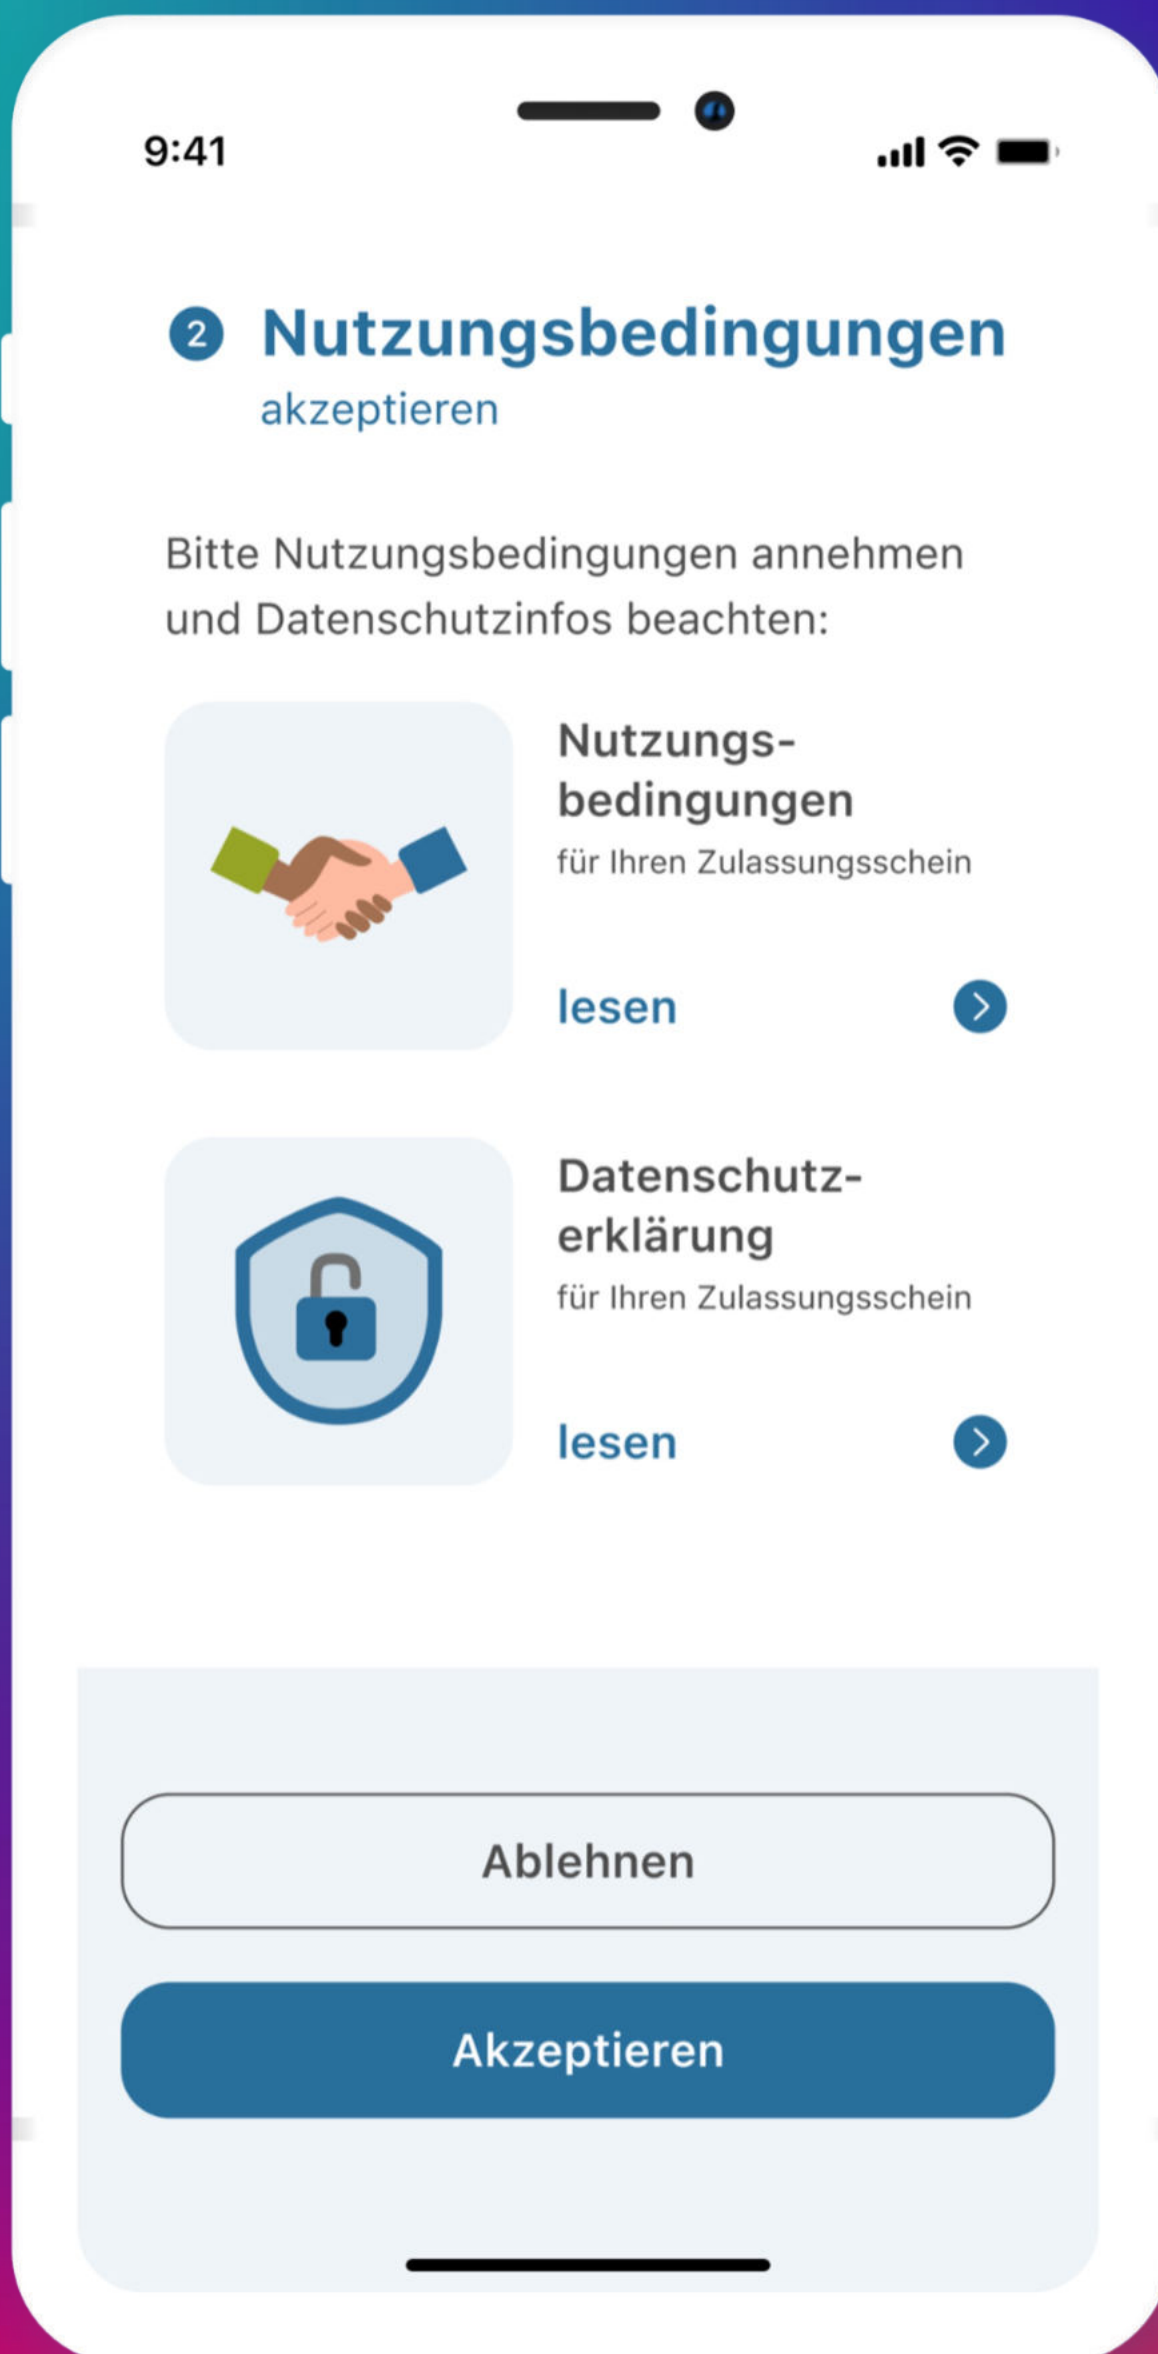 9:41
2 Nutzungsbedingungen
akzeptieren
Bitte Nutzungsbedingungen annehmen
und Datenschutzinfos beachten:
Nutzungs-
bedingungen
für Ihren Zulassungsschein
lesen
Datenschutz-
erklärung
für Ihren Zulassungsschein
lesen
Ablehnen
Akzeptieren